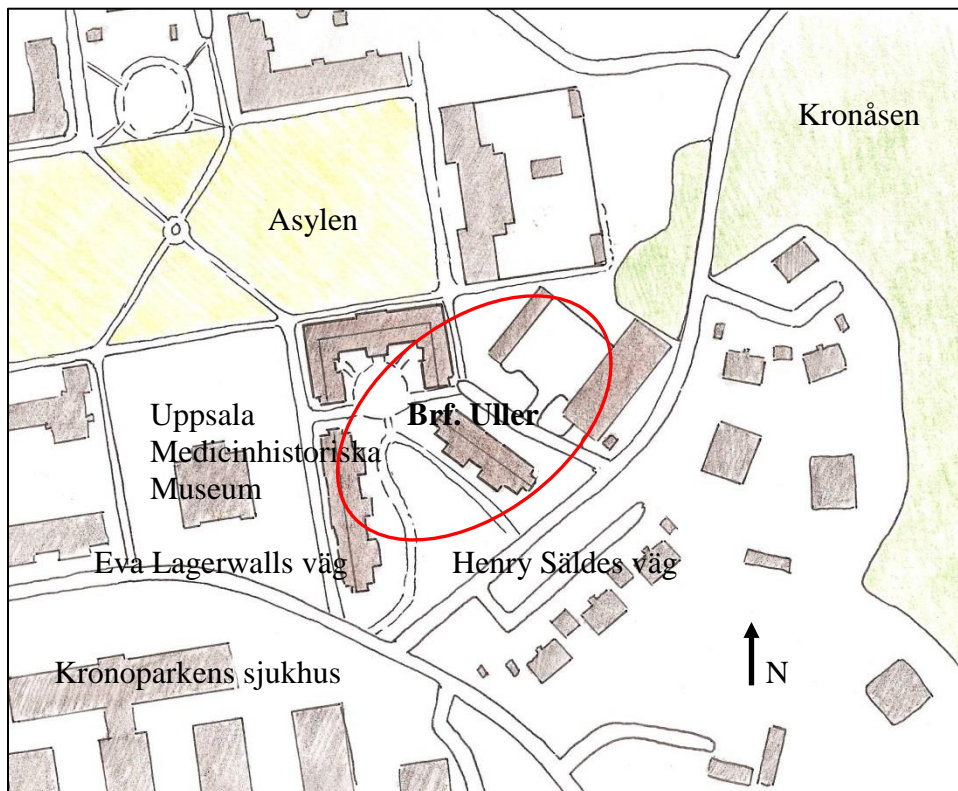 Kronåsen
Asylen
Uppsala
Medicinhistoriska
Museum
Brf. Uller
Eva Lagerwalls väg
Henry Säldes väg
Kronoparkens sjukhus
N